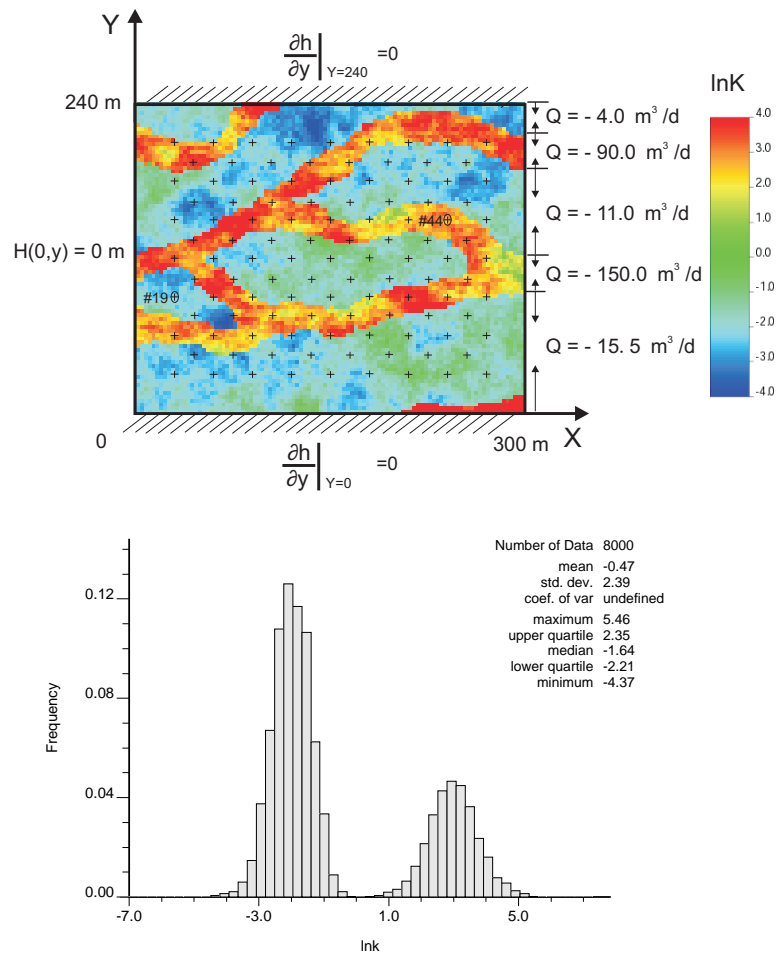 Y
∂h/∂y|Y=240 =0
240 m
lnK
Q = - 4.0 m³/d
Q = - 90.0 m³/d
Q = - 11.0 m³/d
Q = - 150.0 m³/d
Q = - 15. 5 m³/d
4.0
3.0
2.0
1.0
0.0
-1.0
-2.0
-3.0
-4.0
#44
H(0,y) = 0 m
#19
0
300 m
X
∂h/∂y|Y=0 =0
Number of Data 8000
mean -0.47
std. dev. 2.39
coef. of var undefined
maximum 5.46
upper quartile 2.35
median -1.64
lower quartile -2.21
minimum -4.37
Frequency
0.12
0.08
0.04
0.00
-7.0 -3.0 1.0 5.0
lnk